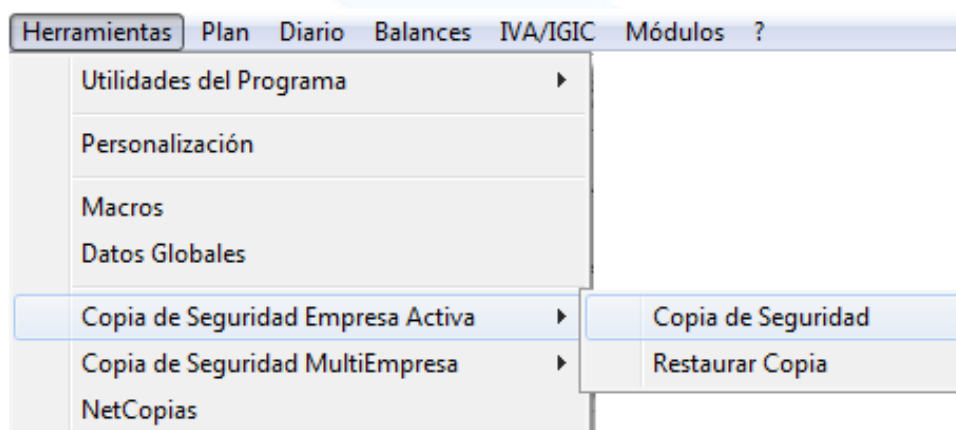 Herramientas Plan Diario Balances IVA/IGIC Módulos ?
Utilidades del Programa
Personalización
Macros
Datos Globales
Copia de Seguridad Empresa Activa
Copia de Seguridad
Copia de Seguridad MultiEmpresa
Restaurar Copia
NetCopias